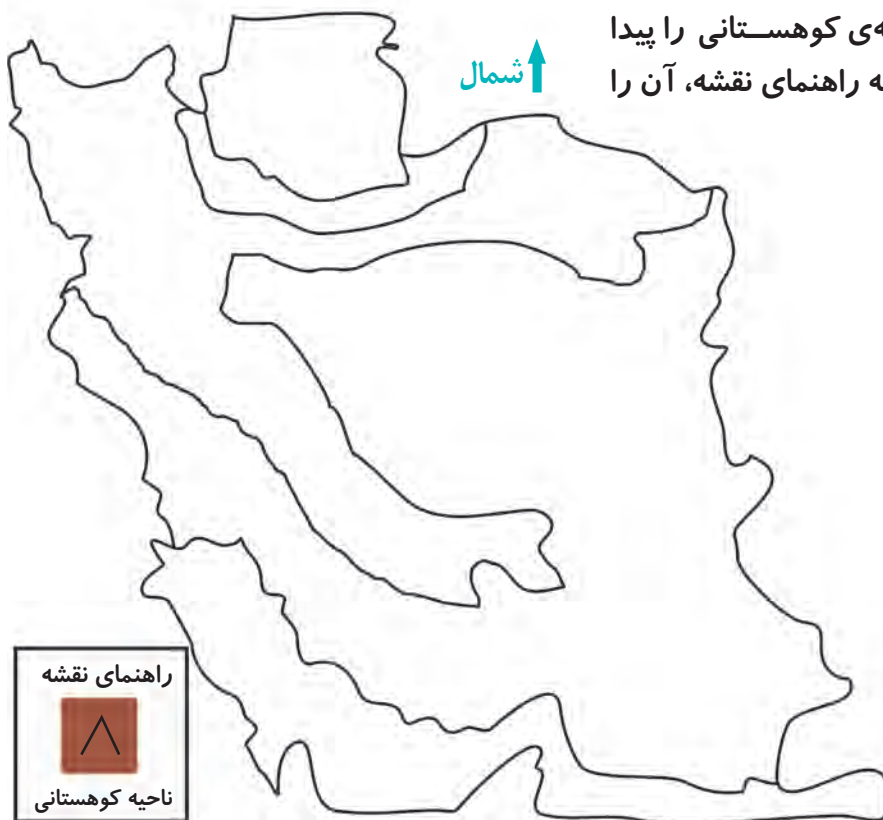 ه‌ی کوهســتانی را پیدا
ه راهنمای نقشه، آن را
شمال
راهنمای نقشه
ناحیه کوهستانی